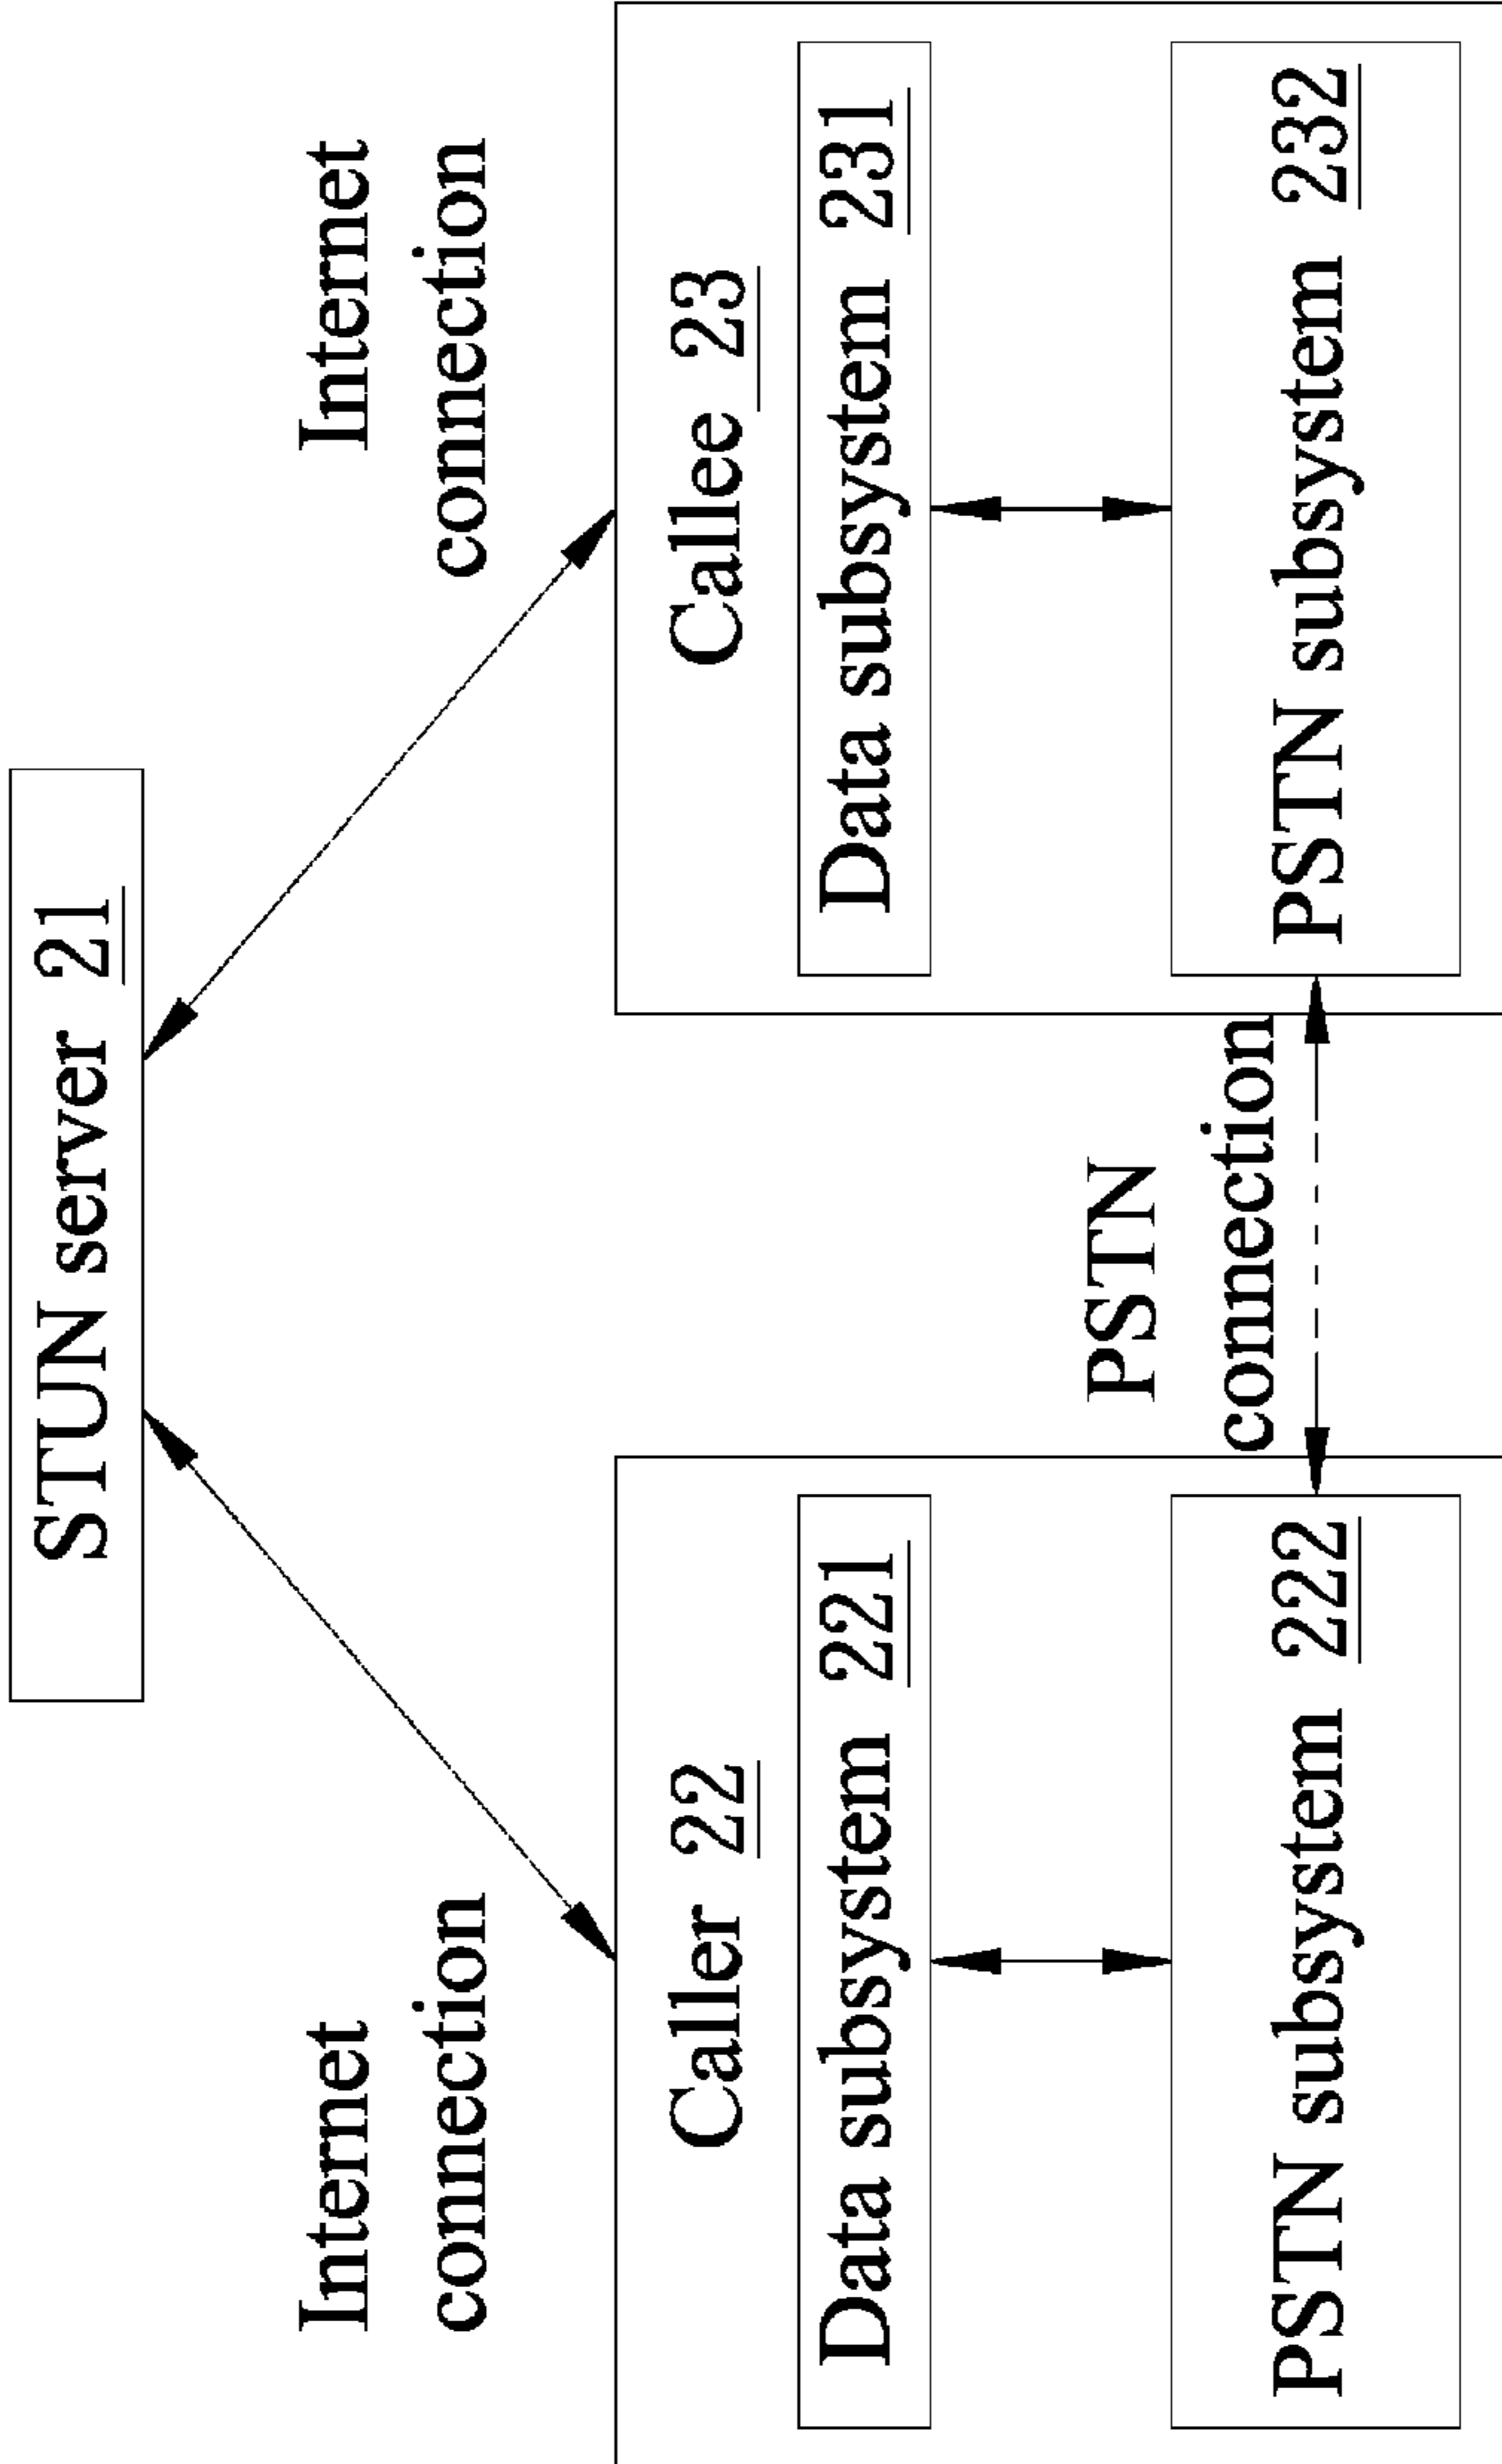 STUN server 21
Internet
connection
Internet
connection
Caller 22
Callee 23
Data subsystem 221
Data subsystem 231
PSTN
connection
PSTN subsystem 222
PSTN subsystem 232